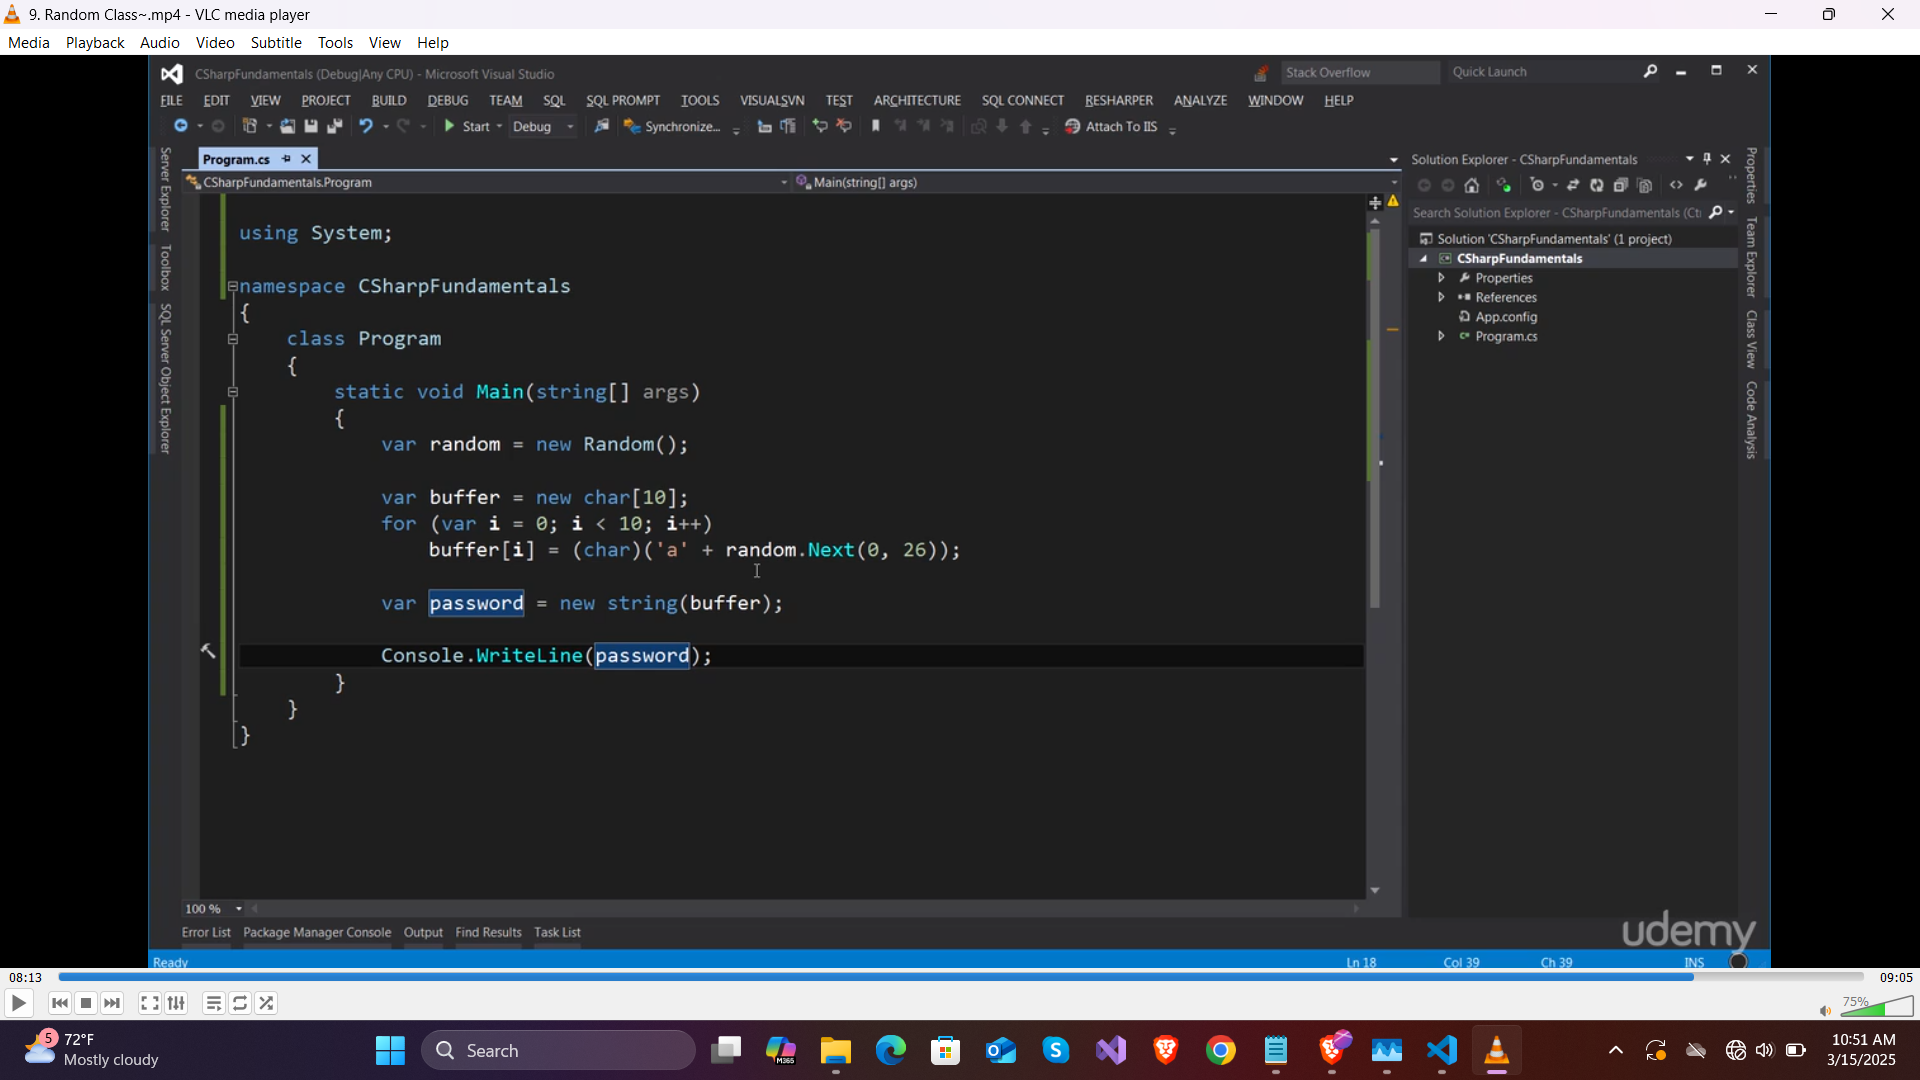 9. Random Class~.mp4 - VLC media player
Media Playback Audio Video Subtitle Tools View Help
CSharpFundamentals (Debug|Any CPU) - Microsoft Visual Studio
Stack Overflow
Quick Launch
FILE EDIT VIEW PROJECT BUILD DEBUG TEAM SQL SQL PROMPT TOOLS VISUALSVN TEST ARCHITECTURE SQL CONNECT RESHARPER ANALYZE WINDOW HELP
Start Debug Synchronize... Attach To IIS
Server Explorer
Toolbox
SQL Server Object Explorer
Program.cs
CSharpFundamentals.Program
Main(string[] args)
using System;
namespace CSharpFundamentals
{
class Program
{
static void Main(string[] args)
{
var random = new Random();
var buffer = new char[10];
for (var i = 0; i < 10; i++)
buffer[i] = (char)('a' + random.Next(0, 26));
var password = new string(buffer);
Console.WriteLine(password);
}
}
}
Solution Explorer - CSharpFundamentals
Search Solution Explorer - CSharpFundamentals (Ct
Solution 'CSharpFundamentals' (1 project)
CSharpFundamentals
Properties
References
App.config
Program.cs
Properties
Team Explorer
Class View
Code Analysis
100 %
Error List Package Manager Console Output Find Results Task List
udemy
Ready
Ln 18 Col 39 Ch 39 INS
08:13
09:05
75%
5
72°F
Mostly cloudy
Search
M365
10:51 AM
3/15/2025